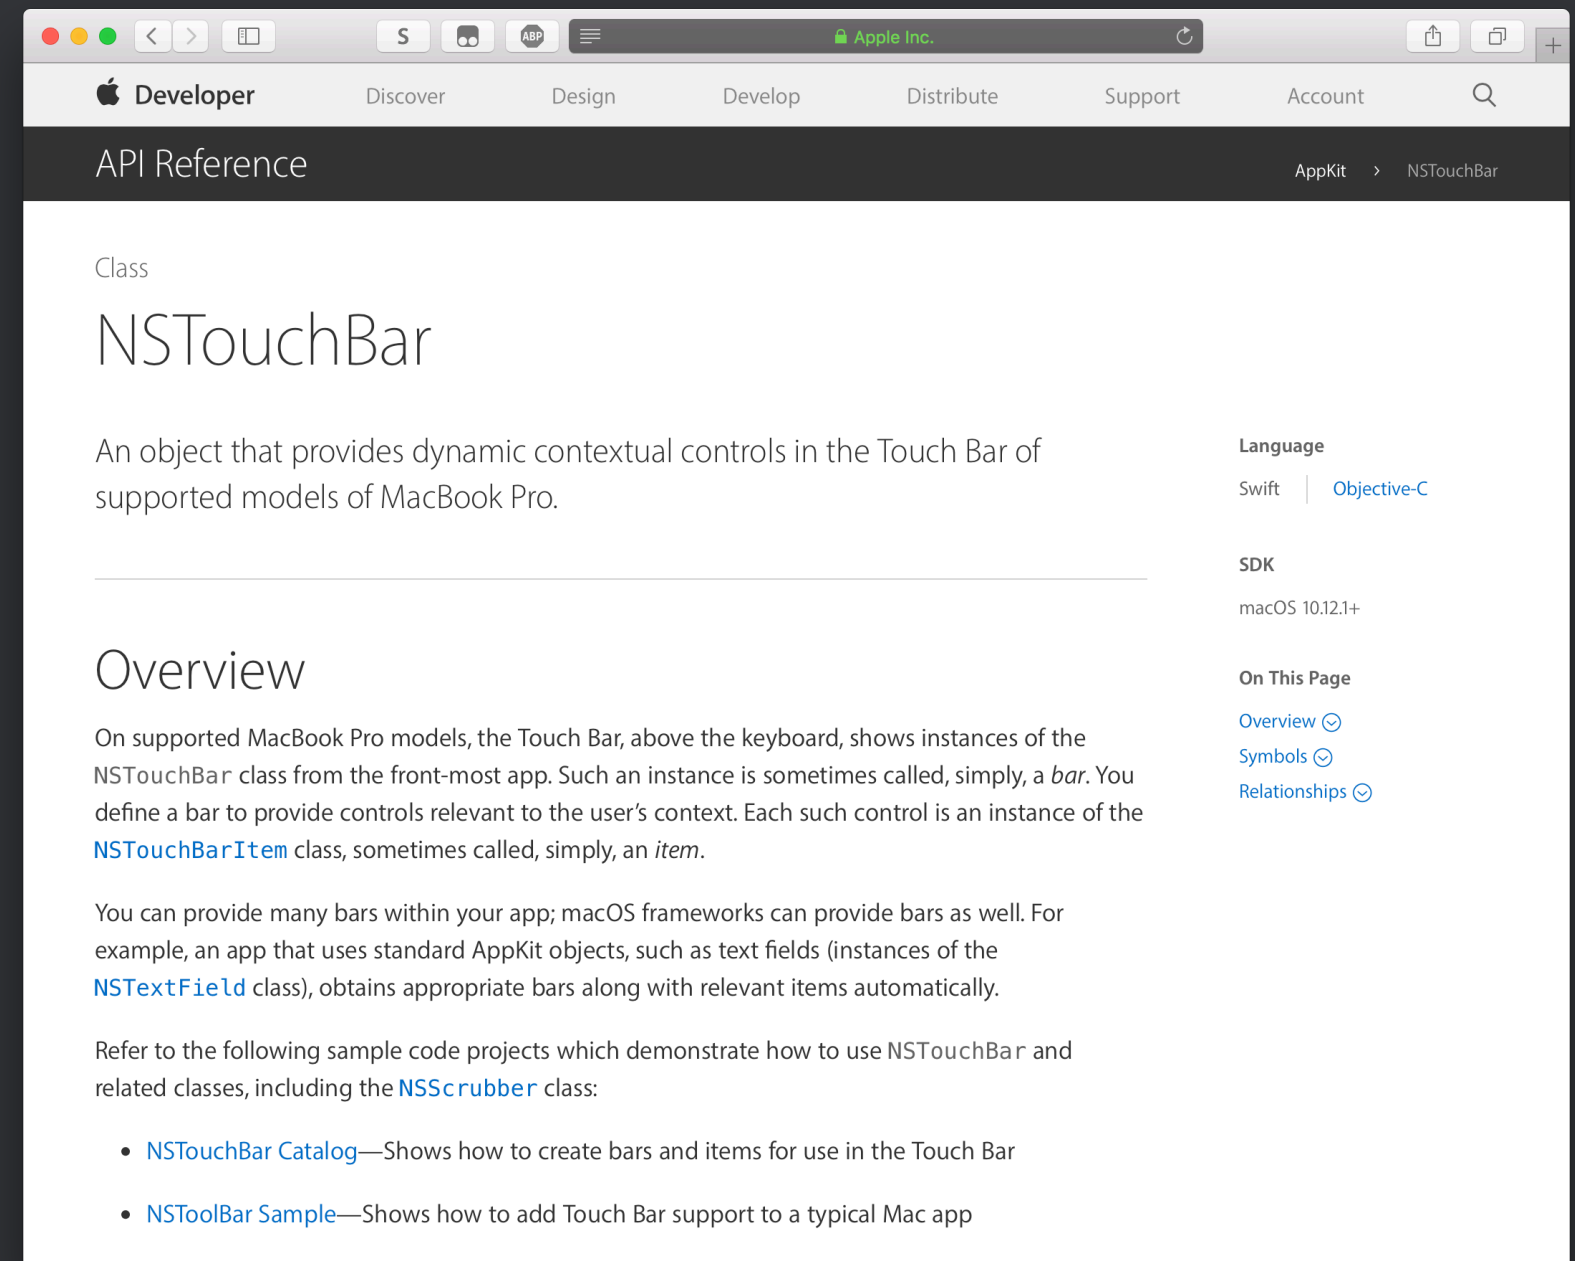 S
ABP
Apple Inc.
Developer
Discover
Design
Develop
Distribute
Support
Account
API Reference
AppKit › NSTouchBar
Class
NSTouchBar
An object that provides dynamic contextual controls in the Touch Bar of
supported models of MacBook Pro.
Language
Swift
Objective-C
SDK
macOS 10.12.1+
On This Page
Overview
Symbols
Relationships
Overview
On supported MacBook Pro models, the Touch Bar, above the keyboard, shows instances of the
NSTouchBar class from the front-most app. Such an instance is sometimes called, simply, a bar. You
define a bar to provide controls relevant to the user’s context. Each such control is an instance of the
NSTouchBarItem class, sometimes called, simply, an item.
You can provide many bars within your app; macOS frameworks can provide bars as well. For
example, an app that uses standard AppKit objects, such as text fields (instances of the
NSTextField class), obtains appropriate bars along with relevant items automatically.
Refer to the following sample code projects which demonstrate how to use NSTouchBar and
related classes, including the NSScrubber class:
• NSTouchBar Catalog—Shows how to create bars and items for use in the Touch Bar
• NSToolBar Sample—Shows how to add Touch Bar support to a typical Mac app